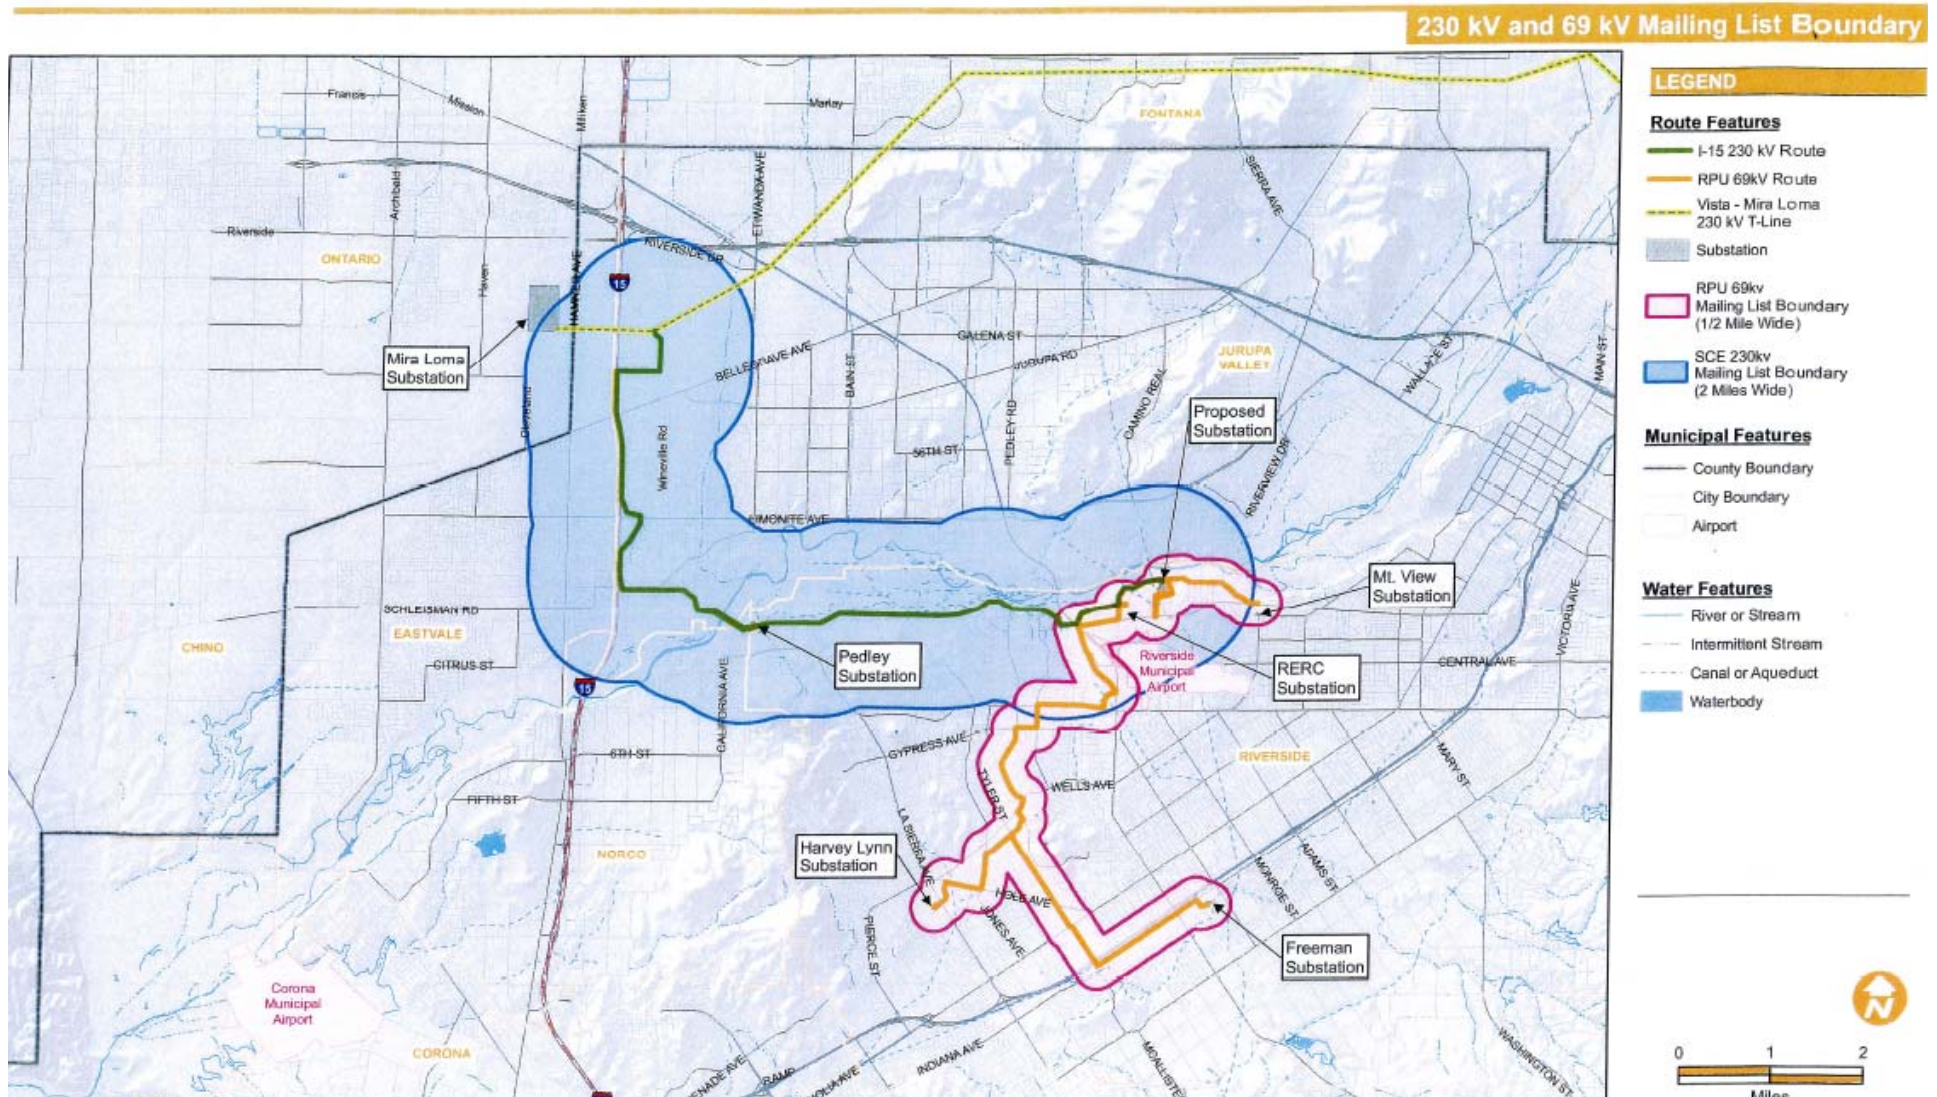 230 kV and 69 kV Mailing List Boundary
LEGEND
Route Features
I-15 230 kV Route
RPU 69kV Route
Vista - Mira Loma
230 kV T-Line
Substation
RPU 69kv
Mailing List Boundary
(1/2 Mile Wide)
SCE 230kv
Mailing List Boundary
(2 Miles Wide)
Municipal Features
County Boundary
City Boundary
Airport
Water Features
River or Stream
Intermittent Stream
Canal or Aqueduct
Waterbody
N
0 1 2
Miles
Francis
Mission
Milliken
Marlay
FONTANA
Archibald
ETIWANDA AVE
SIERRA AVE
Riverside
RIVERSIDE DR
ONTARIO
Haven
HAMNER AVE
15
Mira Loma
Substation
GALENA ST
BELLEGRAVE AVE
JURUPA RD
JURUPA
VALLEY
BAIN ST
WALLACE ST
MAIN ST
Cleveland
CAMINO REAL
Proposed
Substation
Wineville Rd
56TH ST
PEDLEY RD
RIVERVIEW DR
LIMONITE AVE
Mt. View
Substation
SCHLEISMAN RD
EASTVALE
CHINO
CITRUS ST
Pedley
Substation
Riverside
Municipal
Airport
RERC
Substation
CENTRAL AVE
VICTORIA AVE
15
CALIFORNIA AVE
6TH ST
CYPRESS AVE
RIVERSIDE
MARY ST
FIFTH ST
TYLER ST
WELLS AVE
NORCO
Harvey Lynn
Substation
LA SIERRA AVE
HOLE AVE
JONES AVE
MONROE ST
ADAMS ST
PIERCE ST
Freeman
Substation
Corona
Municipal
Airport
CORONA
INDIANA AVE
RAMP
WASHINGTON ST